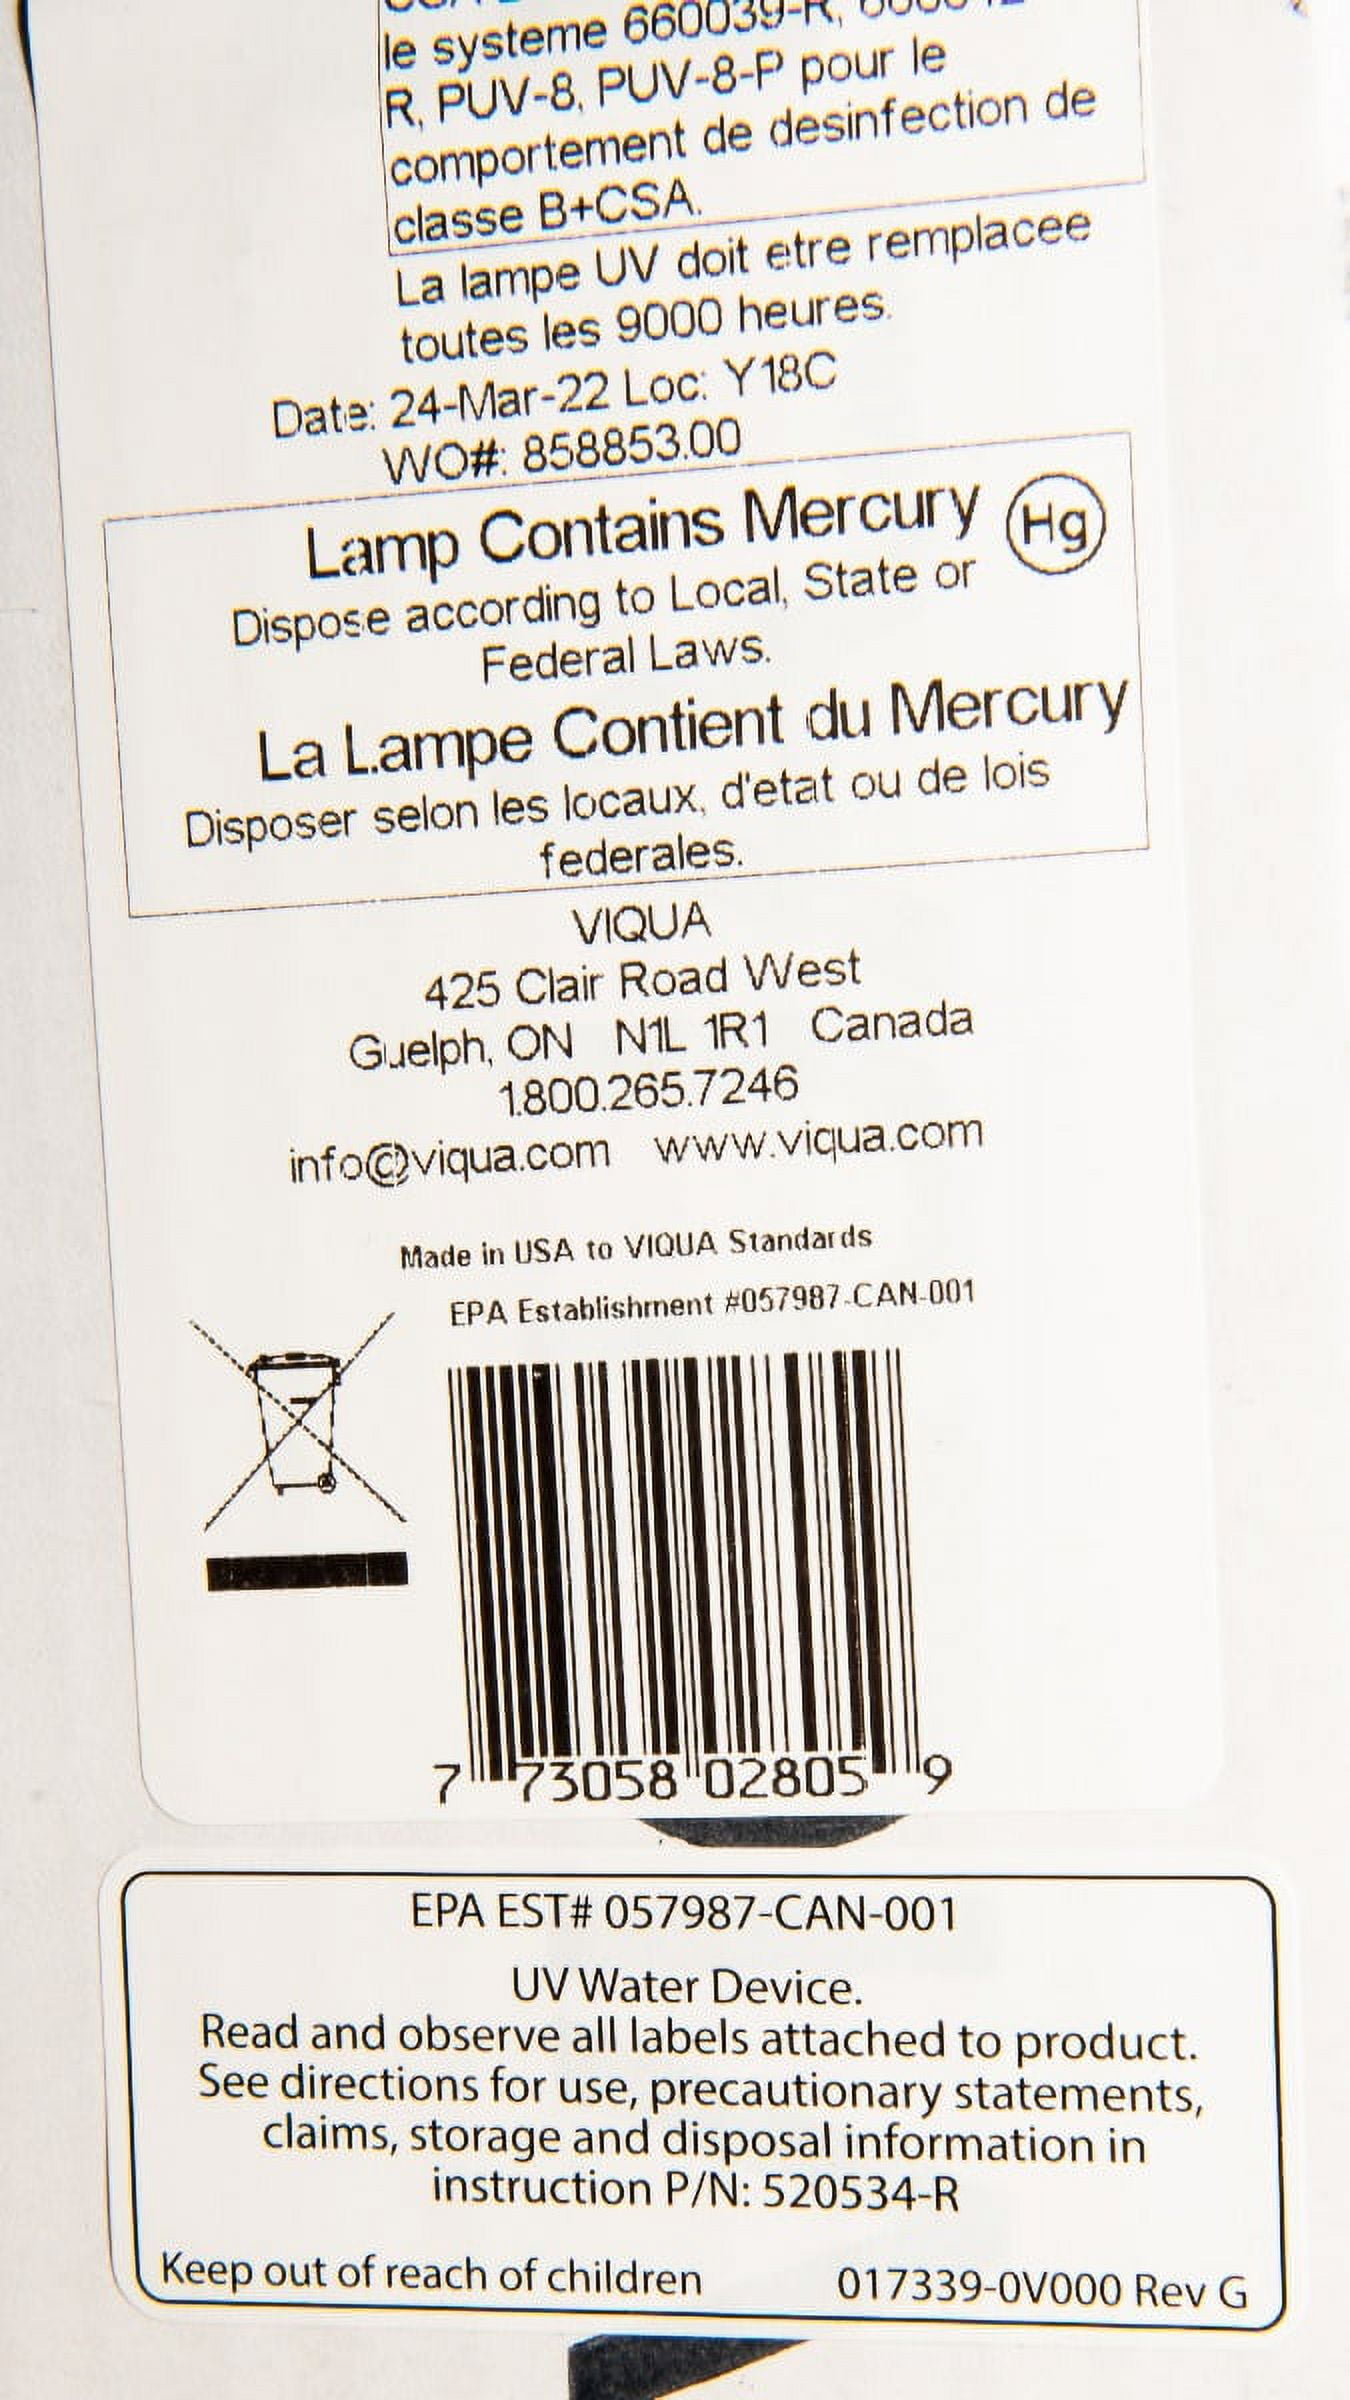 le systeme 660039-R,
R, PUV-8, PUV-8-P pour le
comportement de desinfection de
classe B+CSA.
La lampe UV doit etre remplacee
toutes les 9000 heures.
Date: 24-Mar-22 Loc: Y18C
WO#: 858853.00
Lamp Contains Mercury Hg
Dispose according to Local, State or
Federal Laws.
La Lampe Contient du Mercury
Disposer selon les locaux, d'etat ou de lois
federales.
VIQUA
425 Clair Road West
Guelph, ON N1L 1R1 Canada
1.800.265.7246
info@viqua.com www.viqua.com
Made in USA to VIQUA Standards
EPA Establishment #057987-CAN-001
7 73058 02805 9
EPA EST# 057987-CAN-001
UV Water Device.
Read and observe all labels attached to product.
See directions for use, precautionary statements,
claims, storage and disposal information in
instruction P/N: 520534-R
Keep out of reach of children 017339-0V000 Rev G